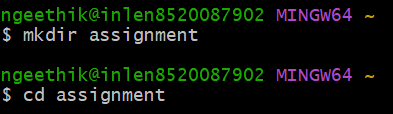 ngeethik@inlen8520087902 MINGW64 ~
$ mkdir assignment
ngeethik@inlen8520087902 MINGW64 ~
$ cd assignment